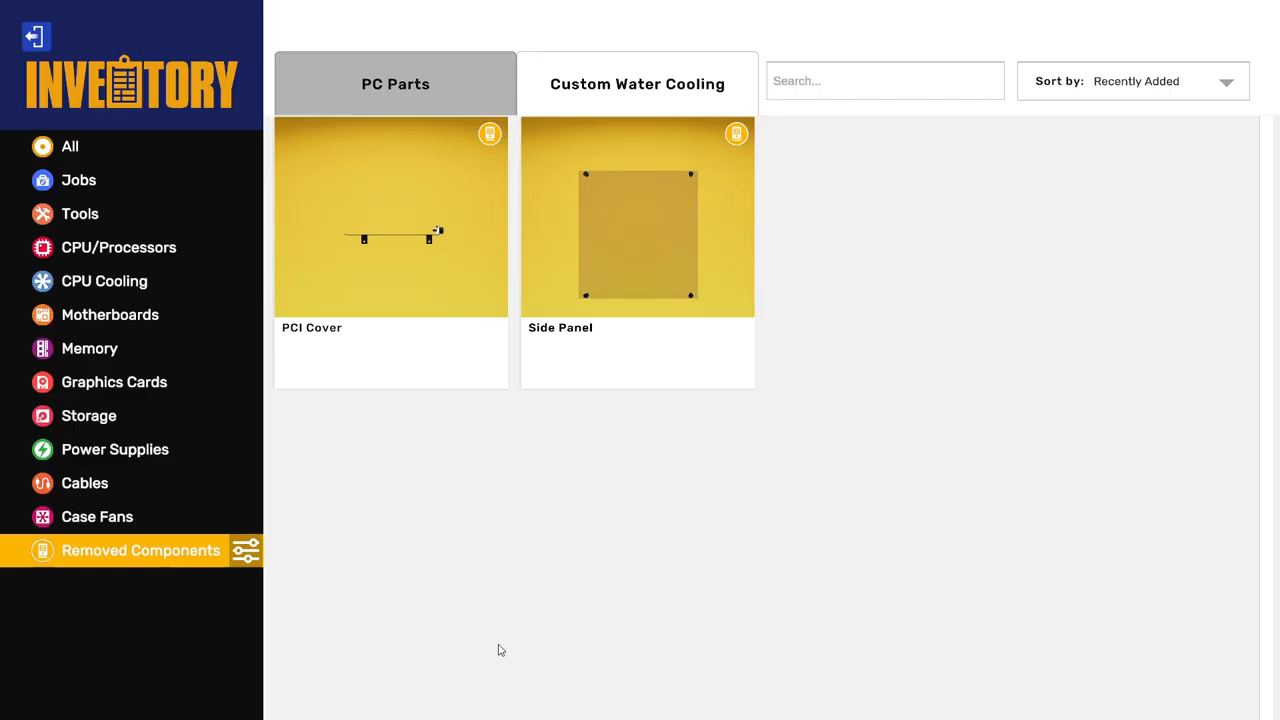 INVENTORY
All
Jobs
Tools
CPU/Processors
CPU Cooling
Motherboards
Memory
Graphics Cards
Storage
Power Supplies
Cables
Case Fans
Removed Components
PC Parts
Custom Water Cooling
Search...
Sort by: Recently Added
PCI Cover
Side Panel